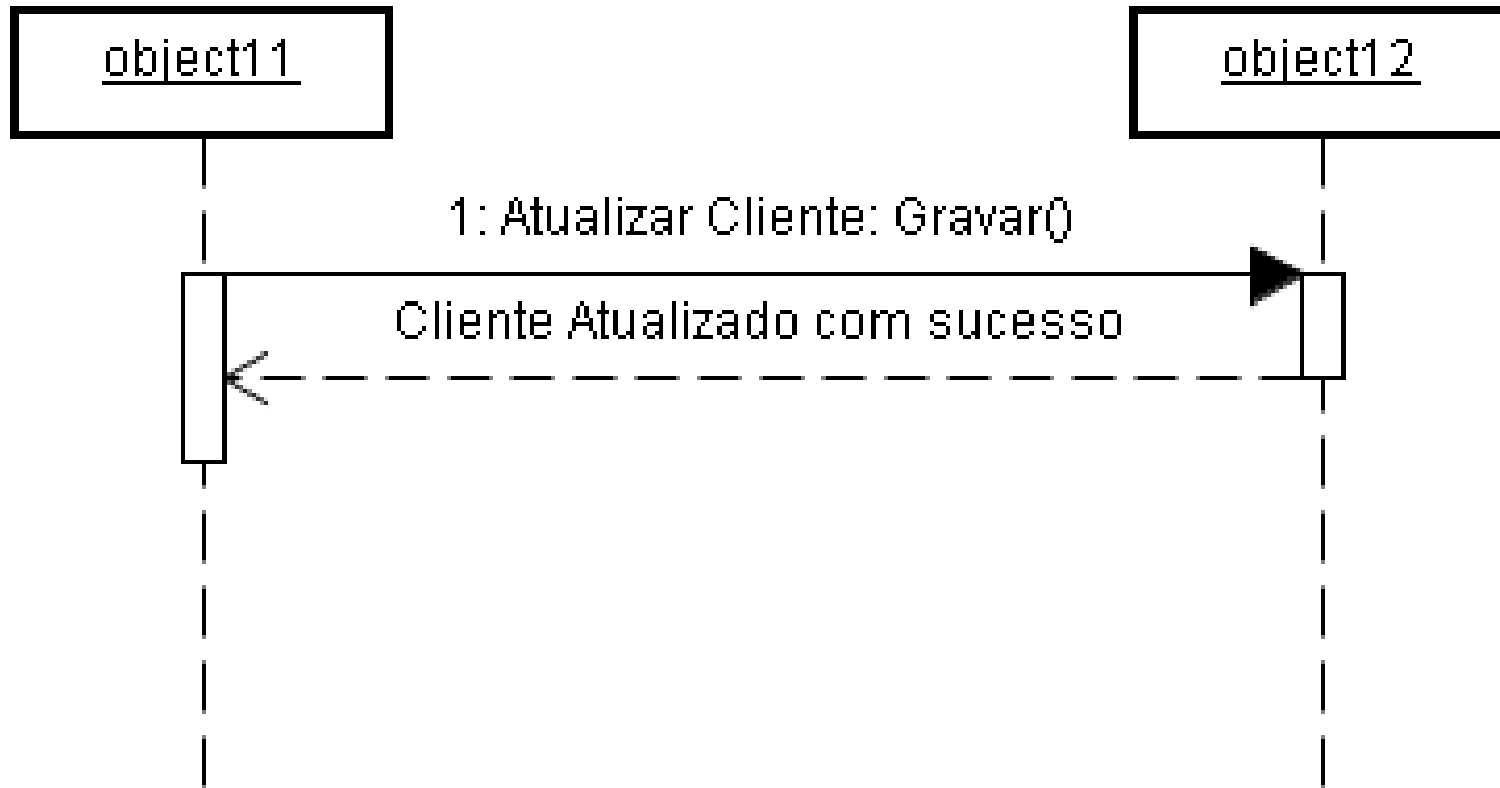 object11
object12
1: Atualizar Cliente: Gravar()
Cliente Atualizado com sucesso